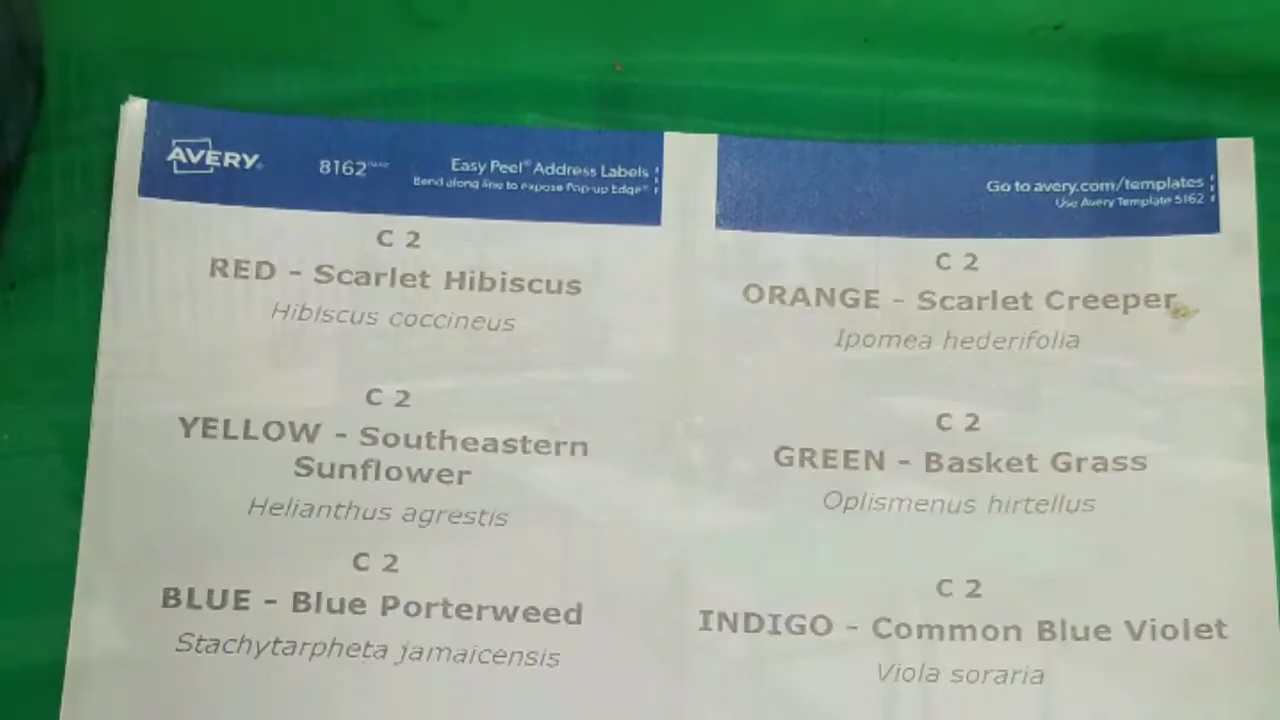 AVERY 8162 Easy Peel® Address Labels
Bend along line to expose Pop-up Edge®
Go to avery.com/templates
Use Avery Template 5162
C 2
RED - Scarlet Hibiscus
Hibiscus coccineus
C 2
ORANGE - Scarlet Creeper
Ipomea hederifolia
C 2
YELLOW - Southeastern
Sunflower
Helianthus agrestis
C 2
GREEN - Basket Grass
Oplismenus hirtellus
C 2
BLUE - Blue Porterweed
Stachytarpheta jamaicensis
C 2
INDIGO - Common Blue Violet
Viola soraria